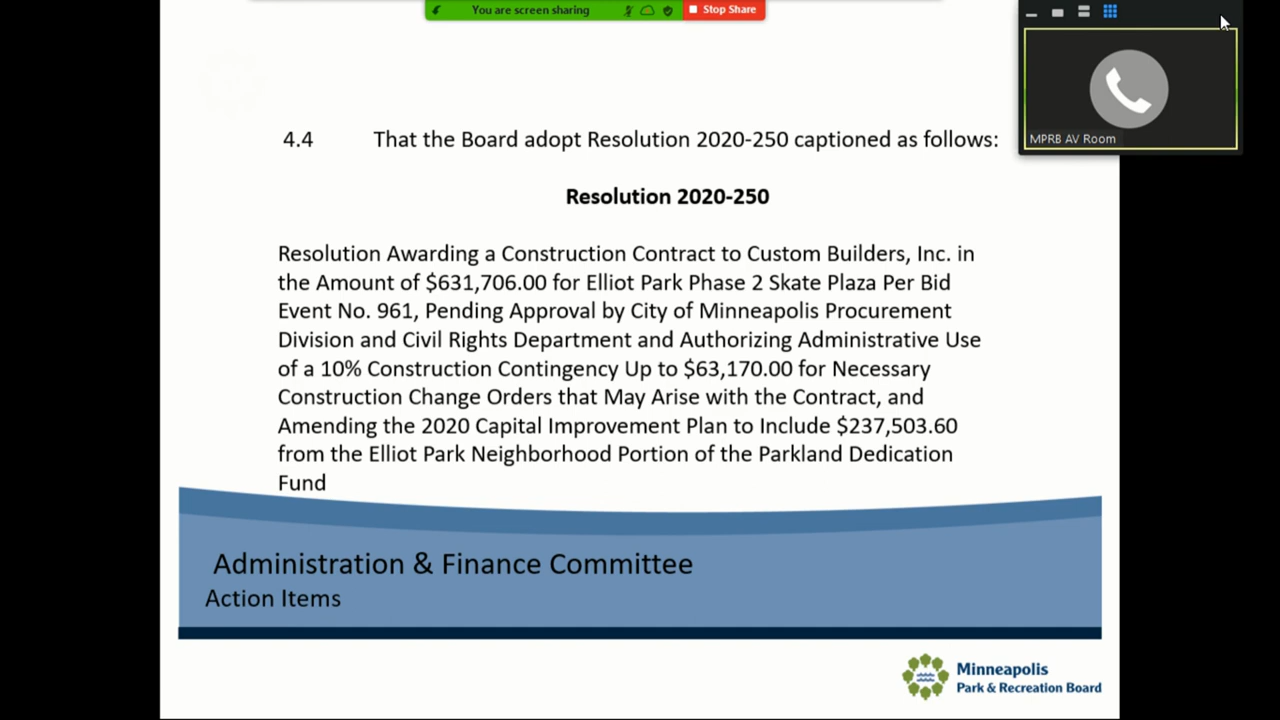 You are screen sharing
Stop Share
MPRB AV Room
4.4 That the Board adopt Resolution 2020-250 captioned as follows:
Resolution 2020-250
Resolution Awarding a Construction Contract to Custom Builders, Inc. in
the Amount of $631,706.00 for Elliot Park Phase 2 Skate Plaza Per Bid
Event No. 961, Pending Approval by City of Minneapolis Procurement
Division and Civil Rights Department and Authorizing Administrative Use
of a 10% Construction Contingency Up to $63,170.00 for Necessary
Construction Change Orders that May Arise with the Contract, and
Amending the 2020 Capital Improvement Plan to Include $237,503.60
from the Elliot Park Neighborhood Portion of the Parkland Dedication
Fund
Administration & Finance Committee
Action Items
Minneapolis
Park & Recreation Board